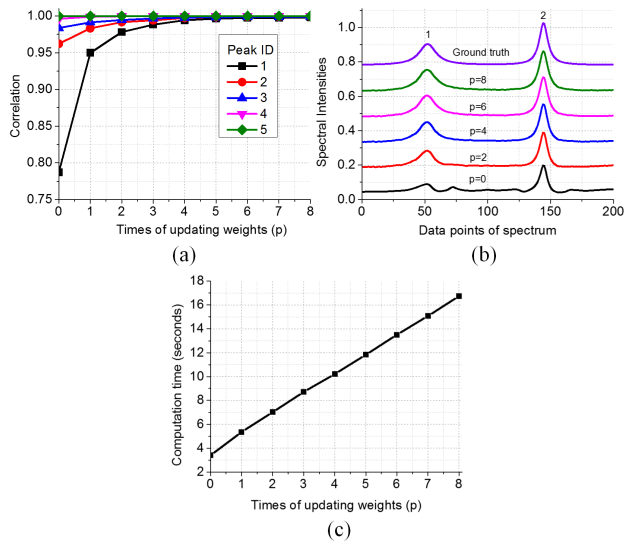 1.00
0.95
0.90
0.85
0.80
0.75
Correlation
Peak ID
1
2
3
4
5
0 1 2 3 4 5 6 7 8
Times of updating weights (p)
(a)
1.0
0.8
0.6
0.4
0.2
0.0
Spectral Intensities
1 2
Ground truth
p=8
p=6
p=4
p=2
p=0
0 50 100 150 200
Data points of spectrum
(b)
18
16
14
12
10
8
6
4
2
Computation time (seconds)
0 1 2 3 4 5 6 7 8
Times of updating weights (p)
(c)